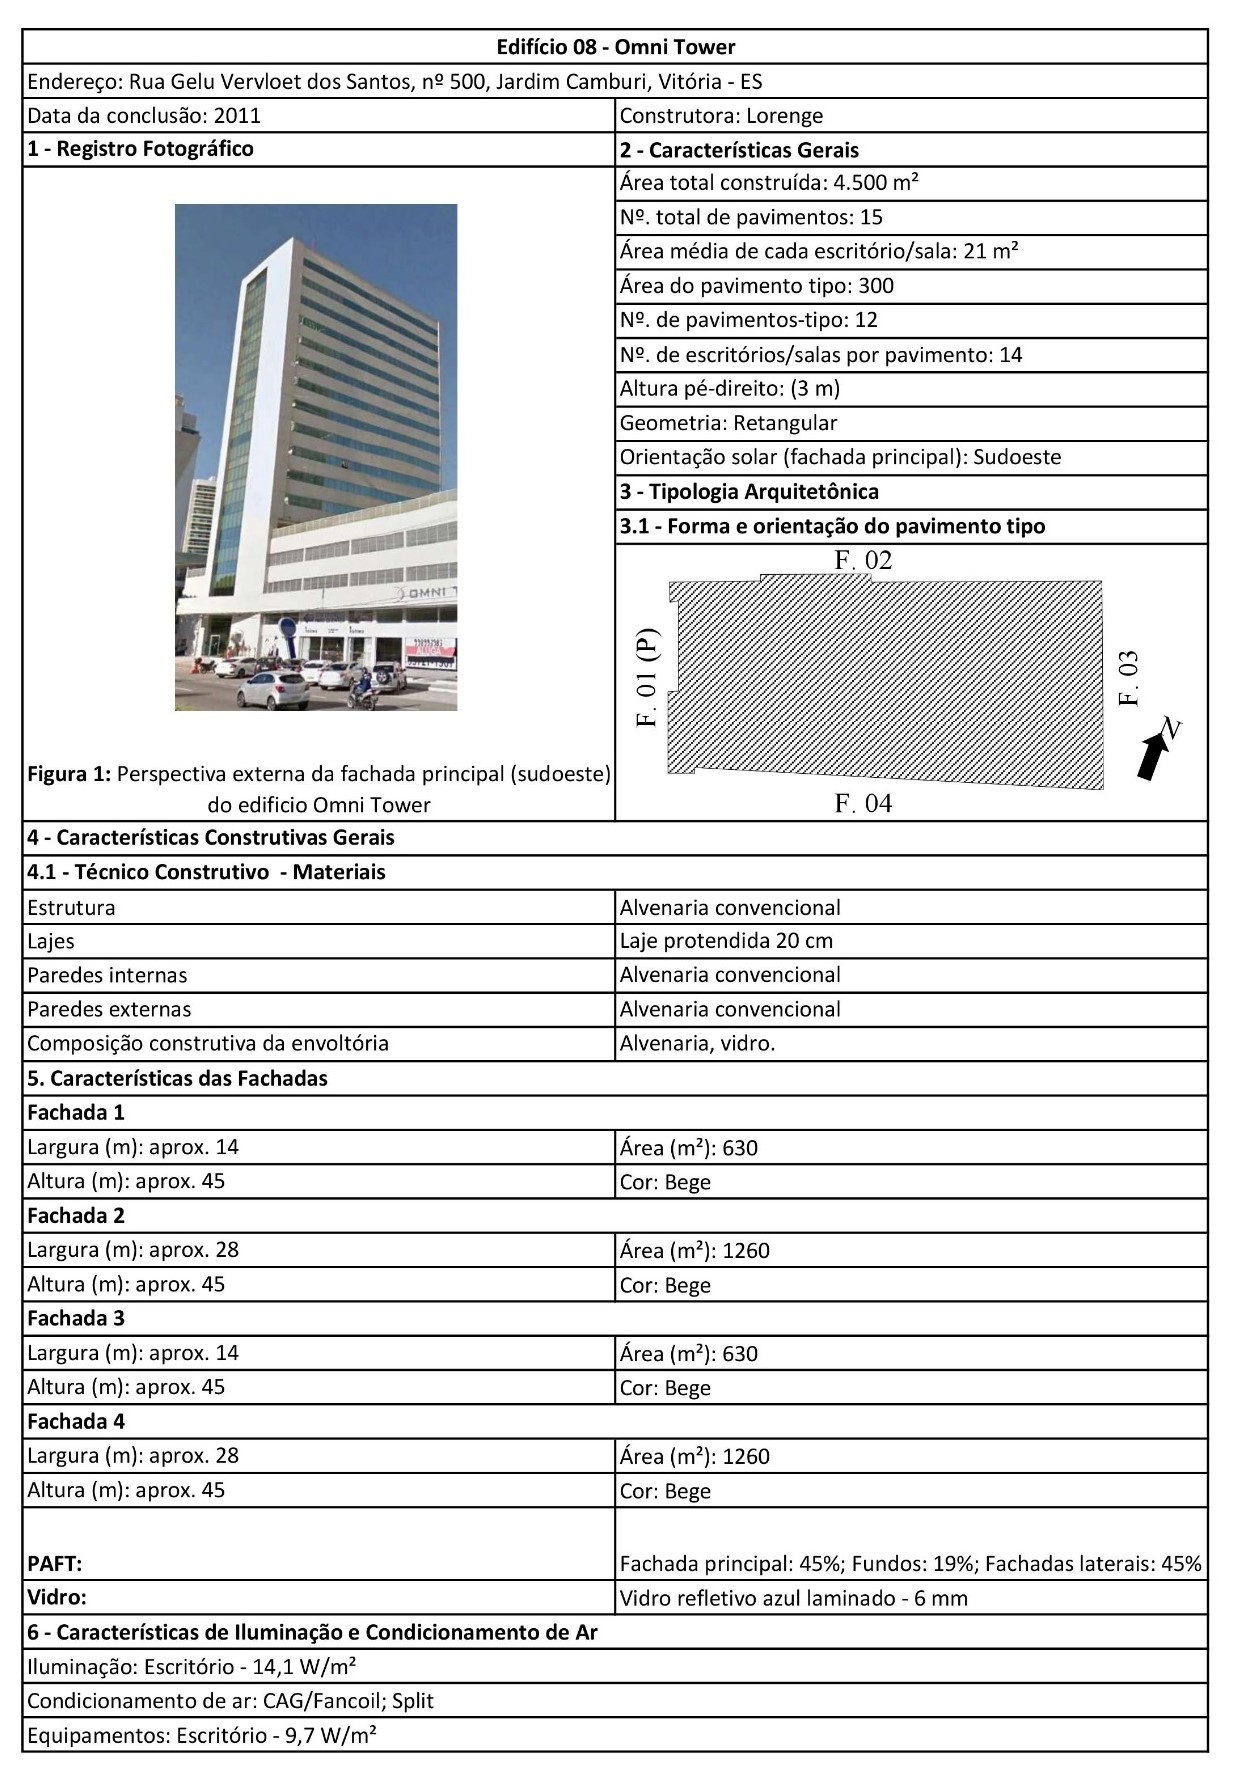 Edifício 08 - Omni Tower
Endereço: Rua Gelu Vervloet dos Santos, nº 500, Jardim Camburi, Vitória - ES
Data da conclusão: 2011
Construtora: Lorenge
1 - Registro Fotográfico
2 - Características Gerais
Área total construída: 4.500 m²
Nº. total de pavimentos: 15
Área média de cada escritório/sala: 21 m²
Área do pavimento tipo: 300
Nº. de pavimentos-tipo: 12
Nº. de escritórios/salas por pavimento: 14
Altura pé-direito: (3 m)
Geometria: Retangular
Orientação solar (fachada principal): Sudoeste
3 - Tipologia Arquitetônica
3.1 - Forma e orientação do pavimento tipo
F. 02
F. 01 (P)
F. 03
N
F. 04
OMNI T
ALUGA
Figura 1: Perspectiva externa da fachada principal (sudoeste)
do edificio Omni Tower
4 - Características Construtivas Gerais
4.1 - Técnico Construtivo - Materiais
Estrutura
Alvenaria convencional
Lajes
Laje protendida 20 cm
Paredes internas
Alvenaria convencional
Paredes externas
Alvenaria convencional
Composição construtiva da envoltória
Alvenaria, vidro.
5. Características das Fachadas
Fachada 1
Largura (m): aprox. 14
Área (m²): 630
Altura (m): aprox. 45
Cor: Bege
Fachada 2
Largura (m): aprox. 28
Área (m²): 1260
Altura (m): aprox. 45
Cor: Bege
Fachada 3
Largura (m): aprox. 14
Área (m²): 630
Altura (m): aprox. 45
Cor: Bege
Fachada 4
Largura (m): aprox. 28
Área (m²): 1260
Altura (m): aprox. 45
Cor: Bege
PAFT:
Fachada principal: 45%; Fundos: 19%; Fachadas laterais: 45%
Vidro:
Vidro refletivo azul laminado - 6 mm
6 - Características de Iluminação e Condicionamento de Ar
Iluminação: Escritório - 14,1 W/m²
Condicionamento de ar: CAG/Fancoil; Split
Equipamentos: Escritório - 9,7 W/m²